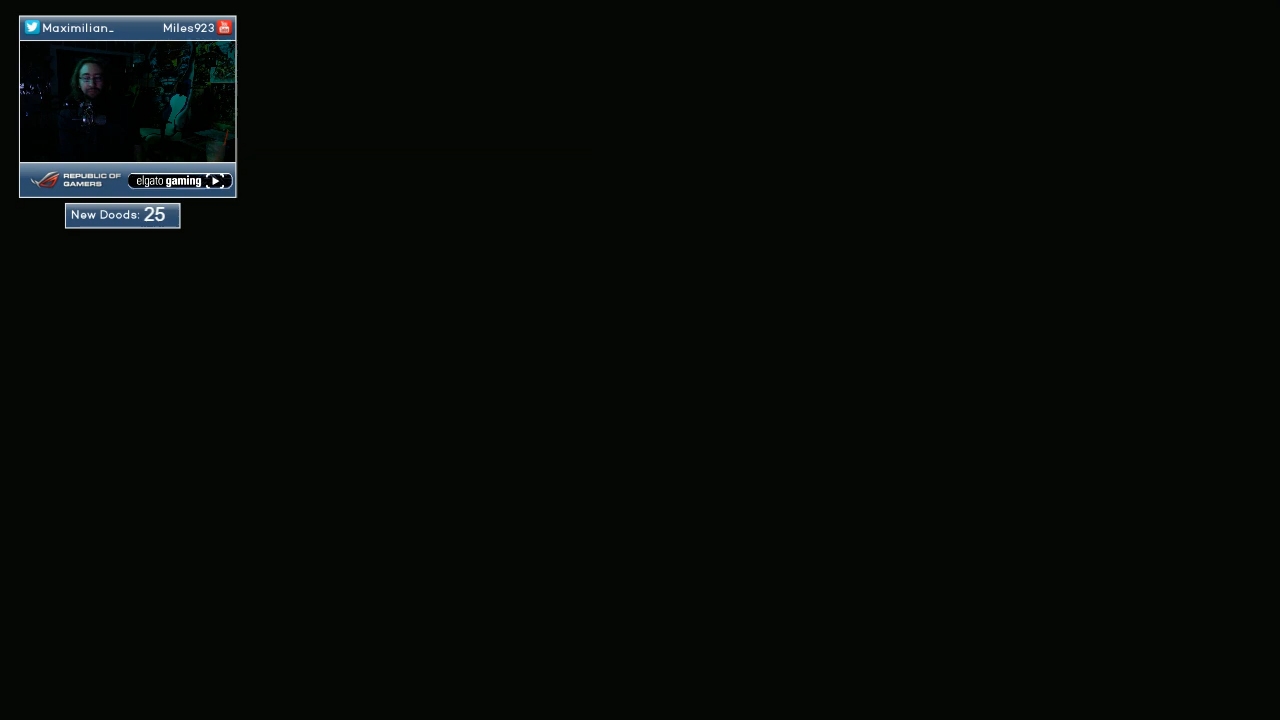 Maximilian_ Miles923
REPUBLIC OF
GAMERS
elgato gaming
New Doods: 25